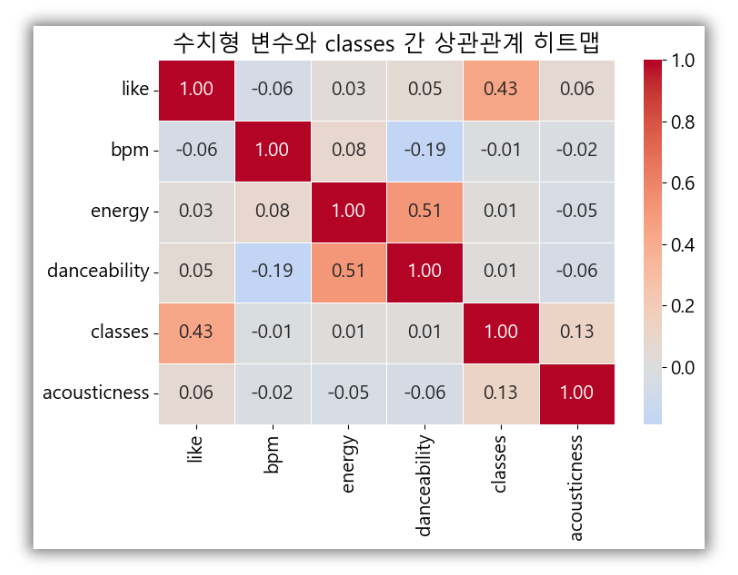 수치형 변수와 classes 간 상관관계 히트맵
like 1.00 -0.06 0.03 0.05 0.43 0.06
bpm -0.06 1.00 0.08 -0.19 -0.01 -0.02
energy 0.03 0.08 1.00 0.51 0.01 -0.05
danceability 0.05 -0.19 0.51 1.00 0.01 -0.06
classes 0.43 -0.01 0.01 0.01 1.00 0.13
acousticness 0.06 -0.02 -0.05 -0.06 0.13 1.00
like bpm energy danceability classes acousticness
1.0
0.8
0.6
0.4
0.2
0.0